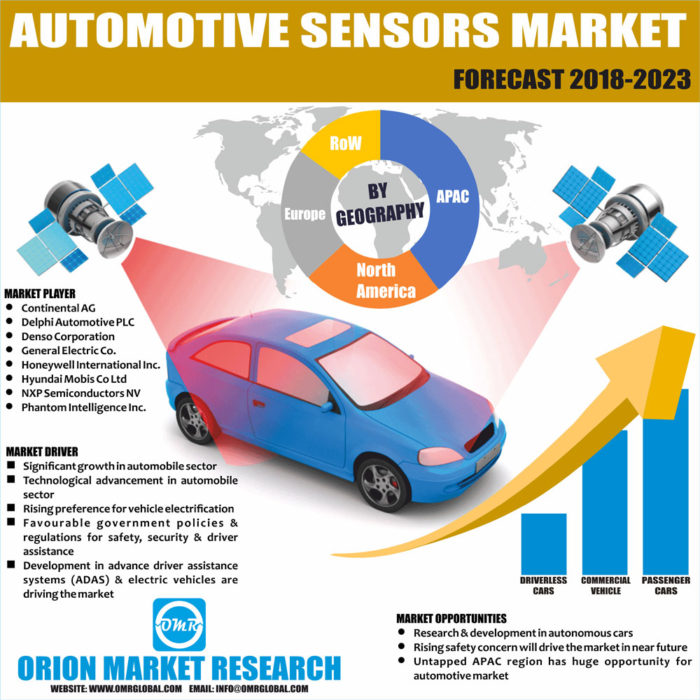 AUTOMOTIVE SENSORS MARKET
FORECAST 2018-2023
RoW
BY
GEOGRAPHY
APAC
Europe
North
America
MARKET PLAYER
Continental AG
Delphi Automotive PLC
Denso Corporation
General Electric Co.
Honeywell International Inc.
Hyundai Mobis Co Ltd
NXP Semiconductors NV
Phantom Intelligence Inc.
MARKET DRIVER
Significant growth in automobile sector
Technological advancement in automobile
sector
Rising preference for vehicle electrification
Favourable government policies &
regulations for safety, security & driver
assistance
Development in advance driver assistance
systems (ADAS) & electric vehicles are
driving the market
DRIVERLESS
CARS
COMMERCIAL
VEHICLE
PASSENGER
CARS
OMR
ORION MARKET RESEARCH
WEBSITE: WWW.OMRGLOBAL.COM EMAIL: INFO@OMRGLOBAL.COM
MARKET OPPORTUNITIES
Research & development in autonomous cars
Rising safety concern will drive the market in near future
Untapped APAC region has huge opportunity for
automotive market